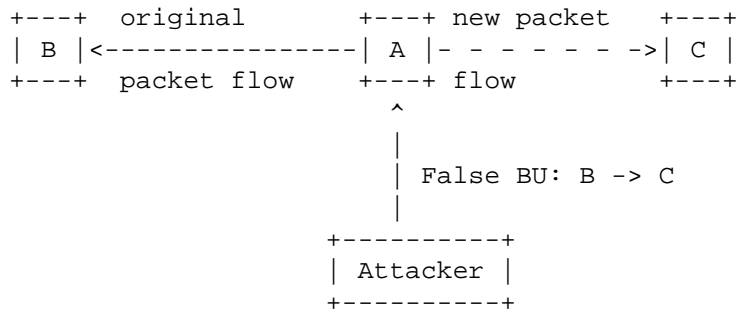 +---+ original +---+ new packet +---+
| B |<----------------| A |- - - - - - ->| C |
+---+ packet flow +---+ flow +---+
^
|
| False BU: B -> C
|
+----------+
| Attacker |
+----------+